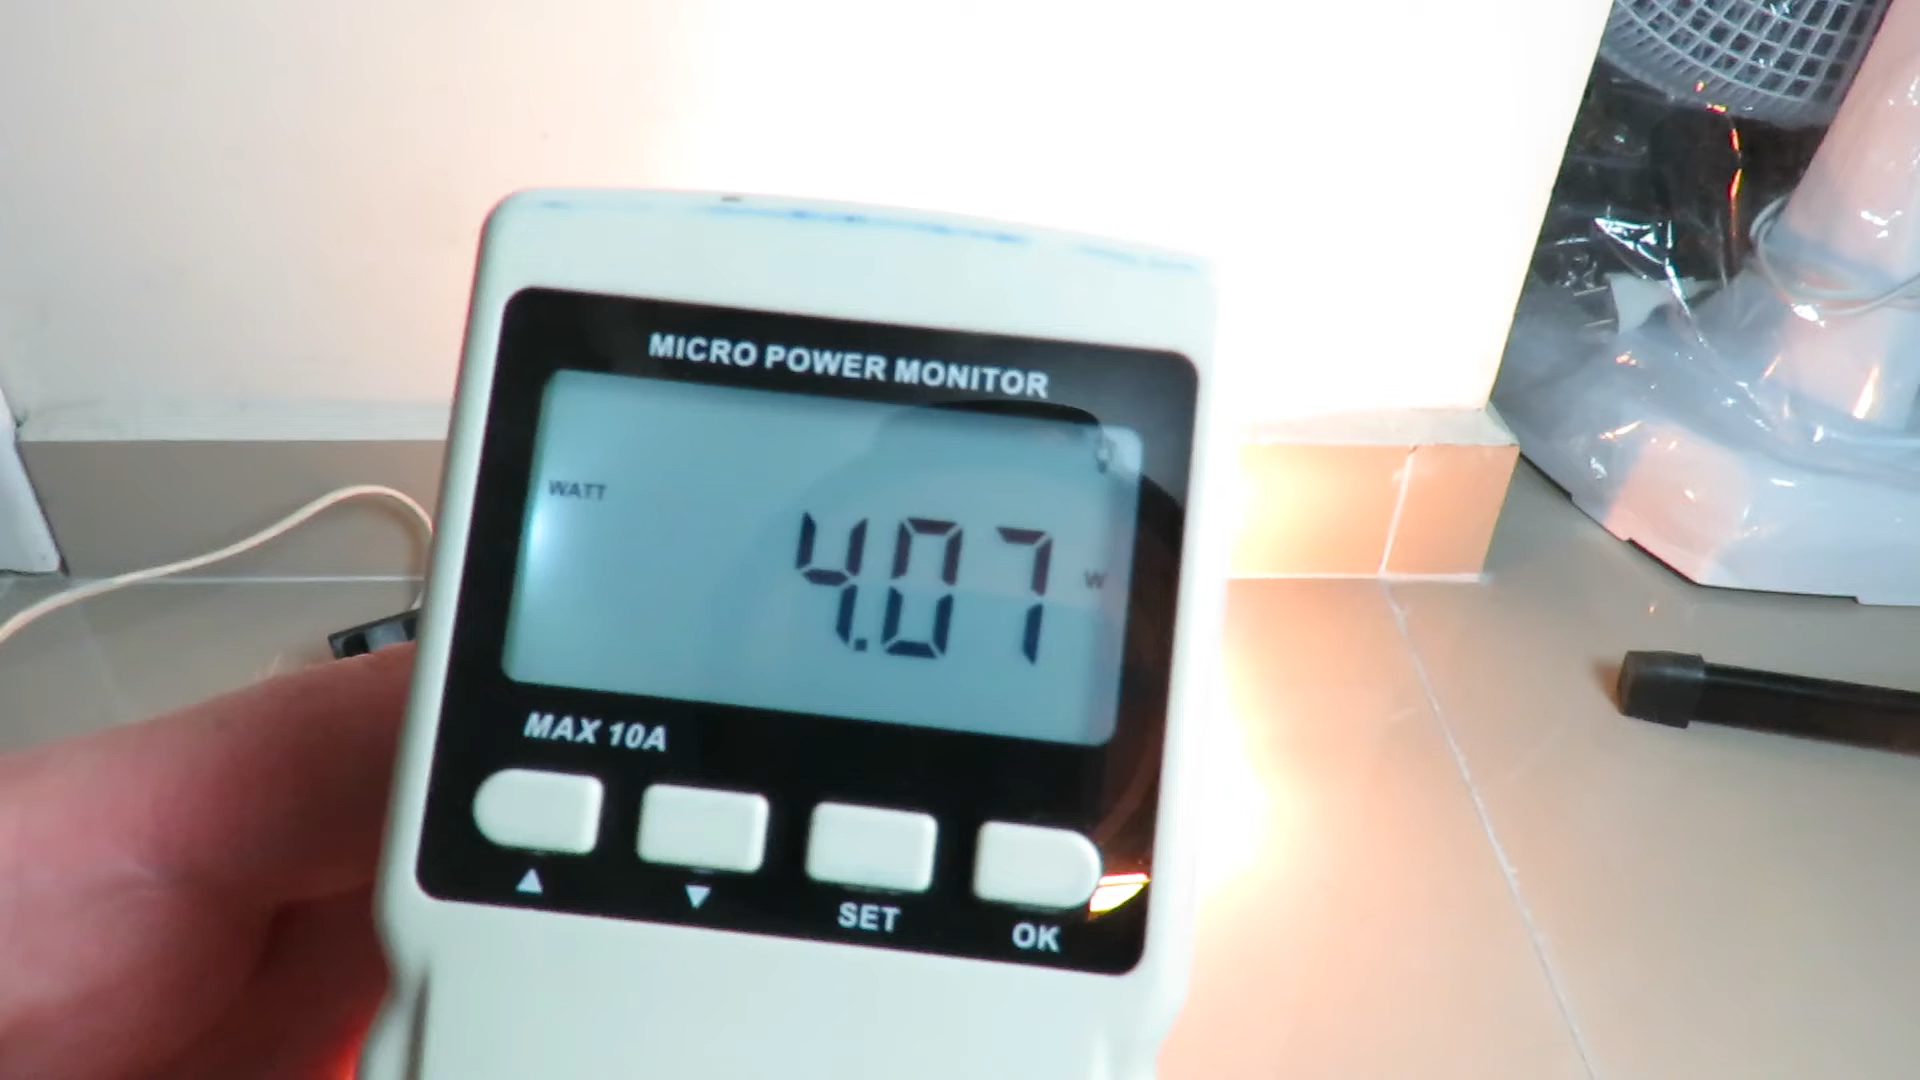 MICRO POWER MONITOR
WATT
4.07 W
MAX 10A
▲ ▼ SET OK